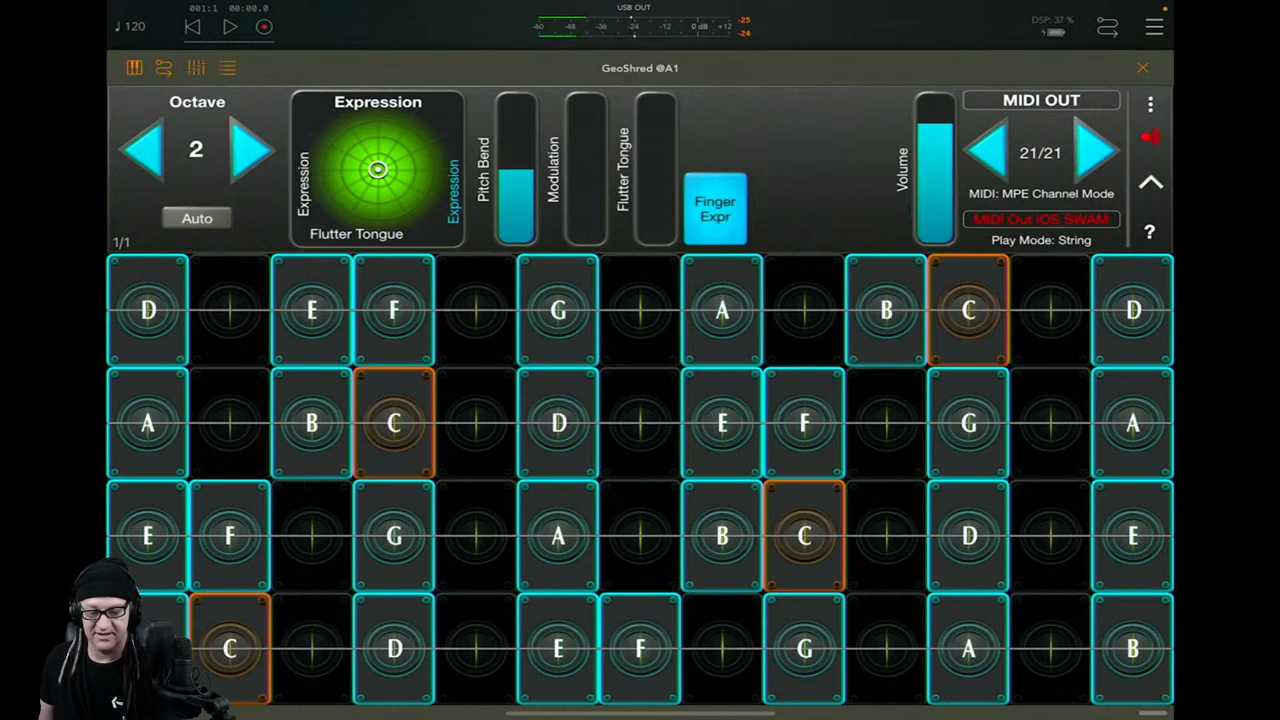 001:1 00:00.0
♩ 120
USB OUT
-60 -48 -36 -24 -12 0 dB +12
-25
-24
DSP: 37 %
GeoShred @A1
Octave
2
Auto
1/1
Expression
Expression
Expression
Flutter Tongue
Pitch Bend
Modulation
Flutter Tongue
Finger
Expr
Volume
MIDI OUT
21/21
MIDI: MPE Channel Mode
MIDI Out iOS SWAM
Play Mode: String
?
D E F G A B C D
A B C D E F G A
E F G A B C D E
C D E F G A B